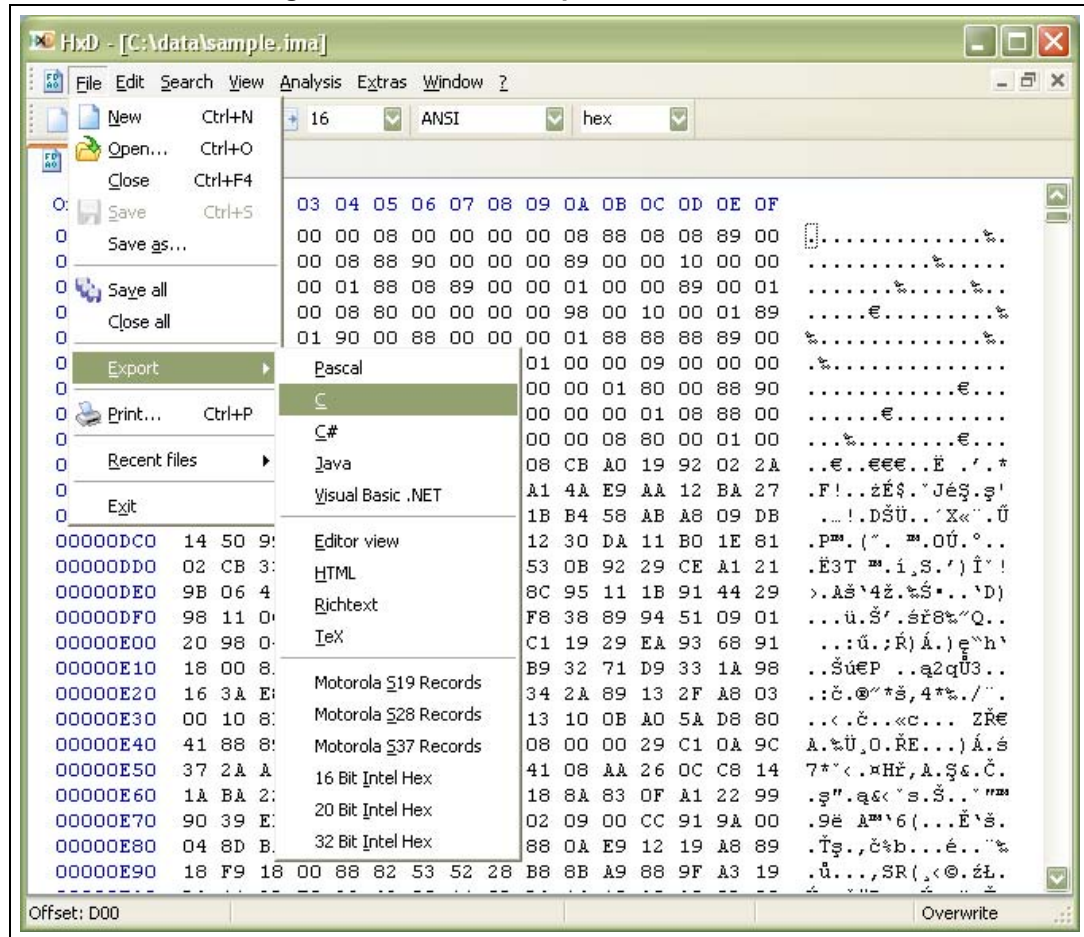 HxD - [C:\data\sample.ima]
File Edit Search View Analysis Extras Window ?
New Ctrl+N
Open... Ctrl+O
Close Ctrl+F4
Save Ctrl+S
Save as...
Save all
Close all
Export
Print... Ctrl+P
Recent files
Exit
16 ANSI hex
Pascal
C
C#
Java
Visual Basic .NET
Editor view
HTML
Richtext
TeX
Motorola S19 Records
Motorola S28 Records
Motorola S37 Records
16 Bit Intel Hex
20 Bit Intel Hex
32 Bit Intel Hex
03 04 05 06 07 08 09 0A 0B 0C 0D 0E 0F
00 00 08 00 00 00 00 08 88 08 08 89 00
00 08 88 90 00 00 00 89 00 00 10 00 00
00 01 88 08 89 00 00 01 00 00 89 00 01
00 08 80 00 00 00 00 98 00 10 00 01 89
01 90 00 88 00 00 00 01 88 88 88 89 00
01 00 00 09 00 00 00
00 00 01 80 00 88 90
00 00 00 01 08 88 00
00 00 08 80 00 01 00
08 CB A0 19 92 02 2A
A1 4A E9 AA 12 BA 27
1B B4 58 AB A8 09 DB
00000DC0 14 50 12 30 DA 11 B0 1E 81
00000DD0 02 CB 53 0B 92 29 CE A1 21
00000DE0 9B 06 8C 95 11 1B 91 44 29
00000DF0 98 11 F8 38 89 94 51 09 01
00000E00 20 98 C1 19 29 EA 93 68 91
00000E10 18 00 B9 32 71 D9 33 1A 98
00000E20 16 3A 34 2A 89 13 2F A8 03
00000E30 00 10 13 10 0B A0 5A D8 80
00000E40 41 88 08 00 00 29 C1 0A 9C
00000E50 37 2A 41 08 AA 26 0C C8 14
00000E60 1A BA 18 8A 83 0F A1 22 99
00000E70 90 39 02 09 00 CC 91 9A 00
00000E80 04 8D 88 0A E9 12 19 A8 89
00000E90 18 F9 18 00 88 82 53 52 28 B8 8B A9 88 9F A3 19
Offset: D00 Overwrite